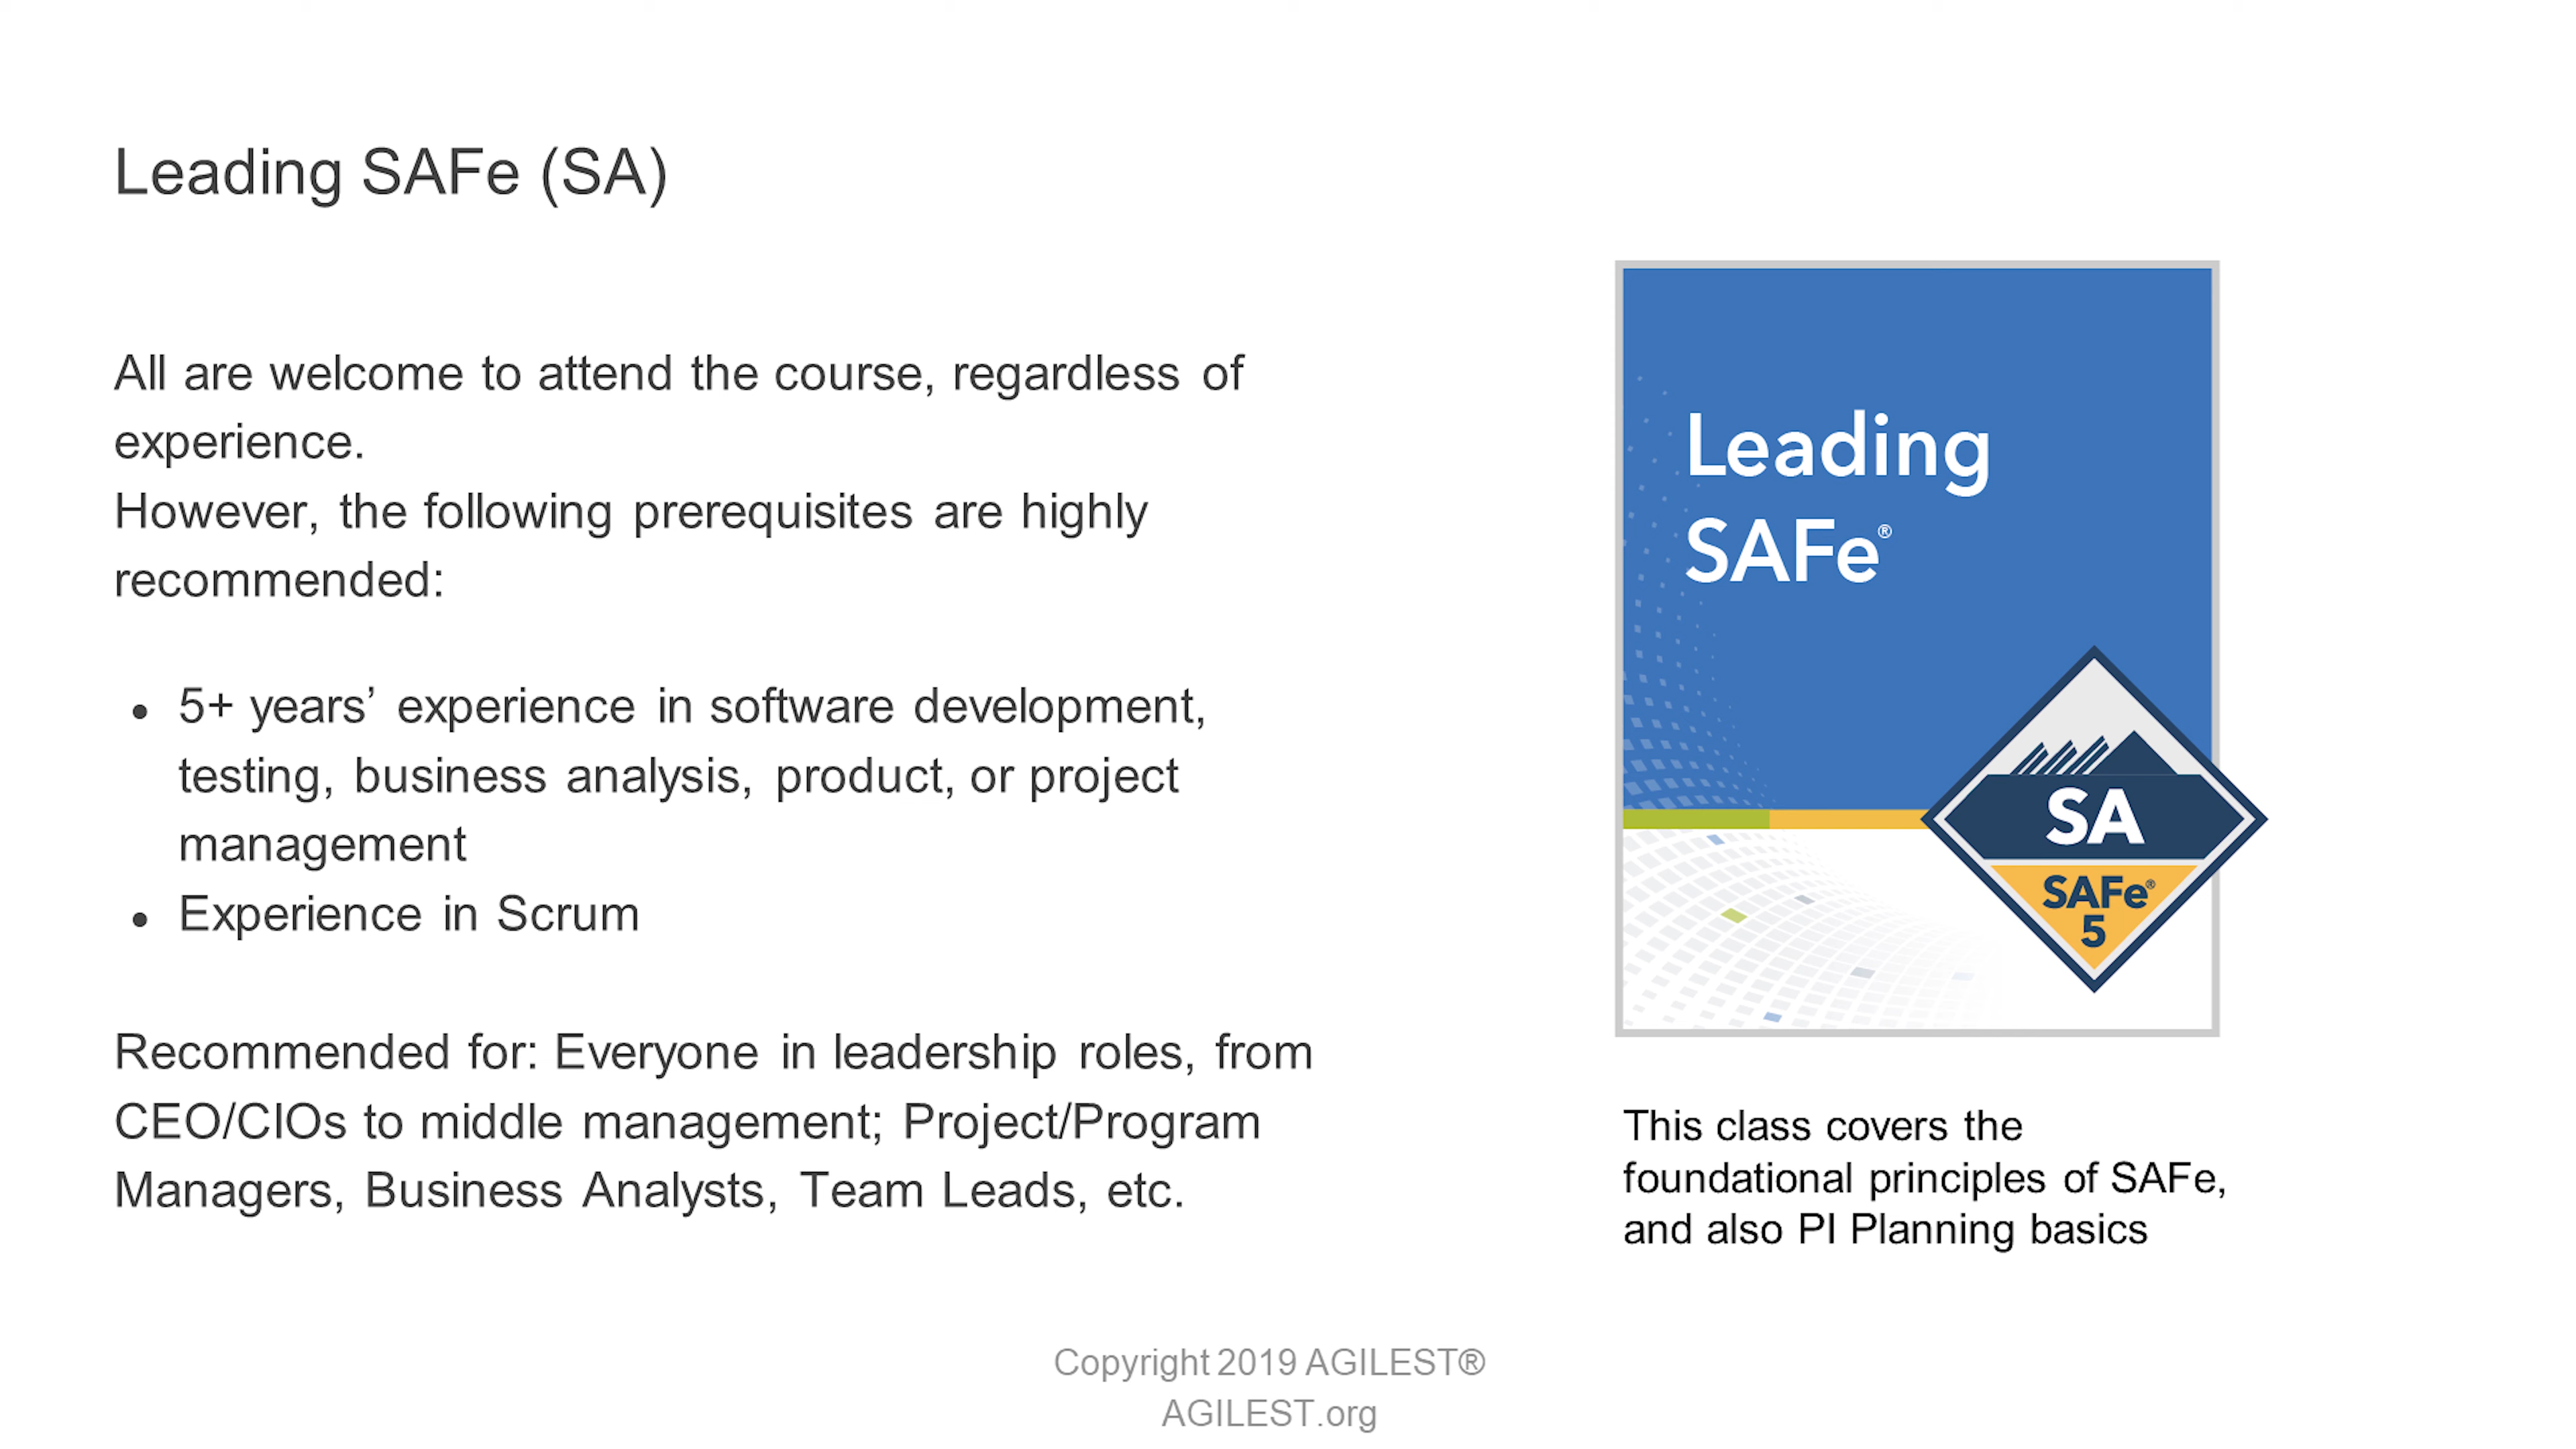 Leading SAFe (SA)
All are welcome to attend the course, regardless of
experience.
However, the following prerequisites are highly
recommended:
• 5+ years’ experience in software development,
testing, business analysis, product, or project
management
• Experience in Scrum
Recommended for: Everyone in leadership roles, from
CEO/CIOs to middle management; Project/Program
Managers, Business Analysts, Team Leads, etc.
Leading
SAFe®
SA
SAFe®
5
This class covers the
foundational principles of SAFe,
and also PI Planning basics
Copyright 2019 AGILEST®
AGILEST.org